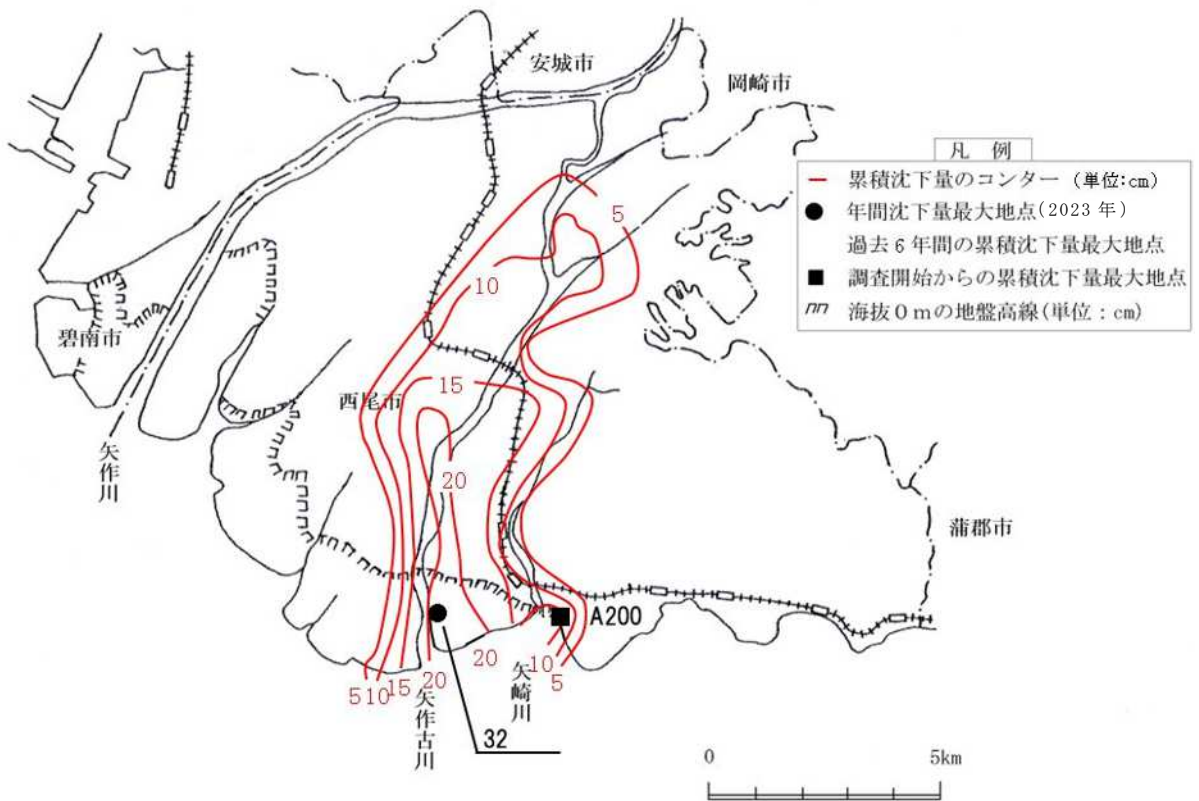 安城市
岡崎市
凡 例
累積沈下量のコンター (単位:cm)
年間沈下量最大地点(2023 年)
過去6年間の累積沈下量最大地点
調査開始からの累積沈下量最大地点
海抜0mの地盤高線(単位:cm)
5
10
碧南市
15
西尾市
矢作川
20
蒲郡市
A200
5
10
15
20
20
10
5
矢作古川
矢崎川
32
0
5km